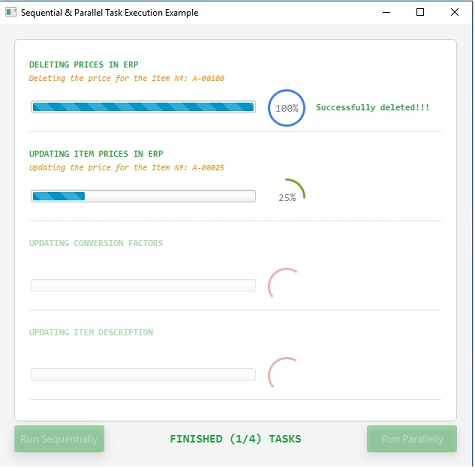 Sequential & Parallel Task Execution Example
DELETING PRICES IN ERP
Deleting the price for the Item №: A-00100
100%
Successfully deleted!!!
UPDATING ITEM PRICES IN ERP
Updating the price for the Item №: A-00025
25%
UPDATING CONVERSION FACTORS
UPDATING ITEM DESCRIPTION
Run Sequentially
FINISHED (1/4) TASKS
Run Parallelly